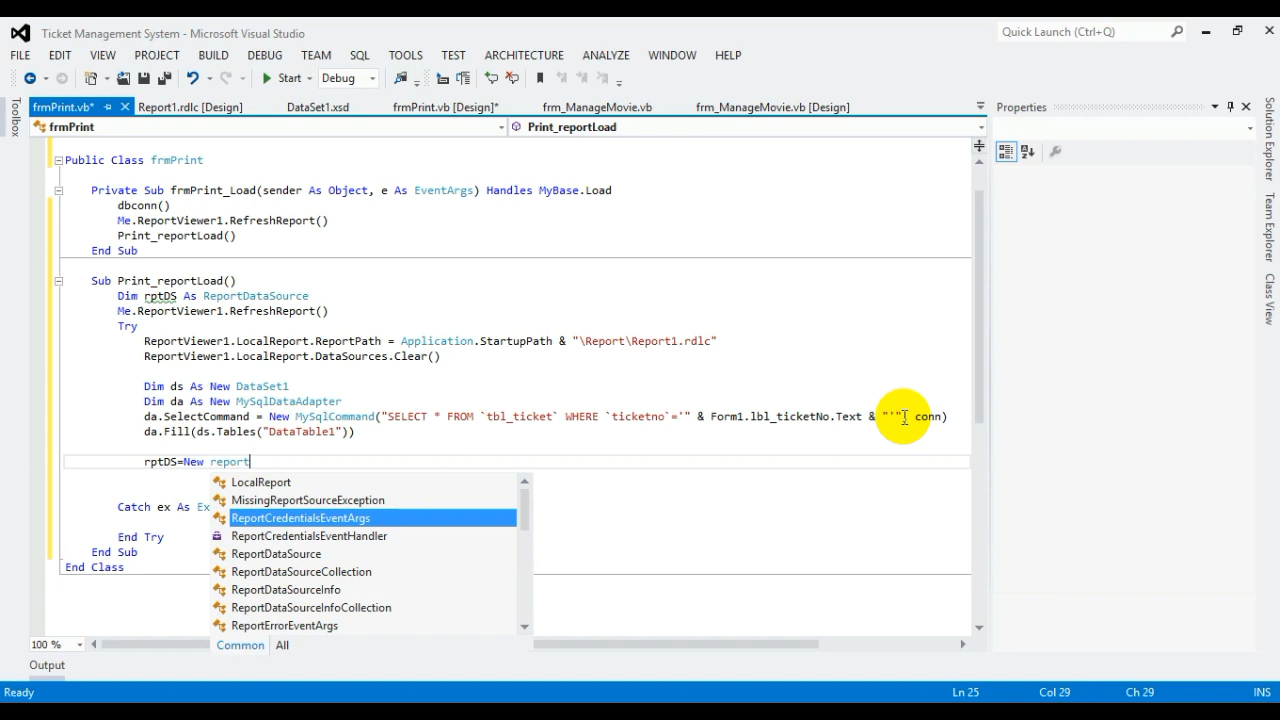 Ticket Management System - Microsoft Visual Studio
Quick Launch (Ctrl+Q)
FILE EDIT VIEW PROJECT BUILD DEBUG TEAM SQL TOOLS TEST ARCHITECTURE ANALYZE WINDOW HELP
Start Debug
frmPrint.vb* Report1.rdlc [Design] DataSet1.xsd frmPrint.vb [Design]* frm_ManageMovie.vb frm_ManageMovie.vb [Design]
Properties
Toolbox
Solution Explorer
Team Explorer
Class View
frmPrint Print_reportLoad
Public Class frmPrint
Private Sub frmPrint_Load(sender As Object, e As EventArgs) Handles MyBase.Load
dbconn()
Me.ReportViewer1.RefreshReport()
Print_reportLoad()
End Sub
Sub Print_reportLoad()
Dim rptDS As ReportDataSource
Me.ReportViewer1.RefreshReport()
Try
ReportViewer1.LocalReport.ReportPath = Application.StartupPath & "\Report\Report1.rdlc"
ReportViewer1.LocalReport.DataSources.Clear()
Dim ds As New DataSet1
Dim da As New MySqlDataAdapter
da.SelectCommand = New MySqlCommand("SELECT * FROM `tbl_ticket` WHERE `ticketno`='" & Form1.lbl_ticketNo.Text & "'", conn)
da.Fill(ds.Tables("DataTable1"))
rptDS=New report
LocalReport
MissingReportSourceException
ReportCredentialsEventArgs
ReportCredentialsEventHandler
ReportDataSource
ReportDataSourceCollection
ReportDataSourceInfo
ReportDataSourceInfoCollection
ReportErrorEventArgs
Common All
Catch ex As Ex
End Try
End Sub
End Class
100 %
Output
Ready Ln 25 Col 29 Ch 29 INS